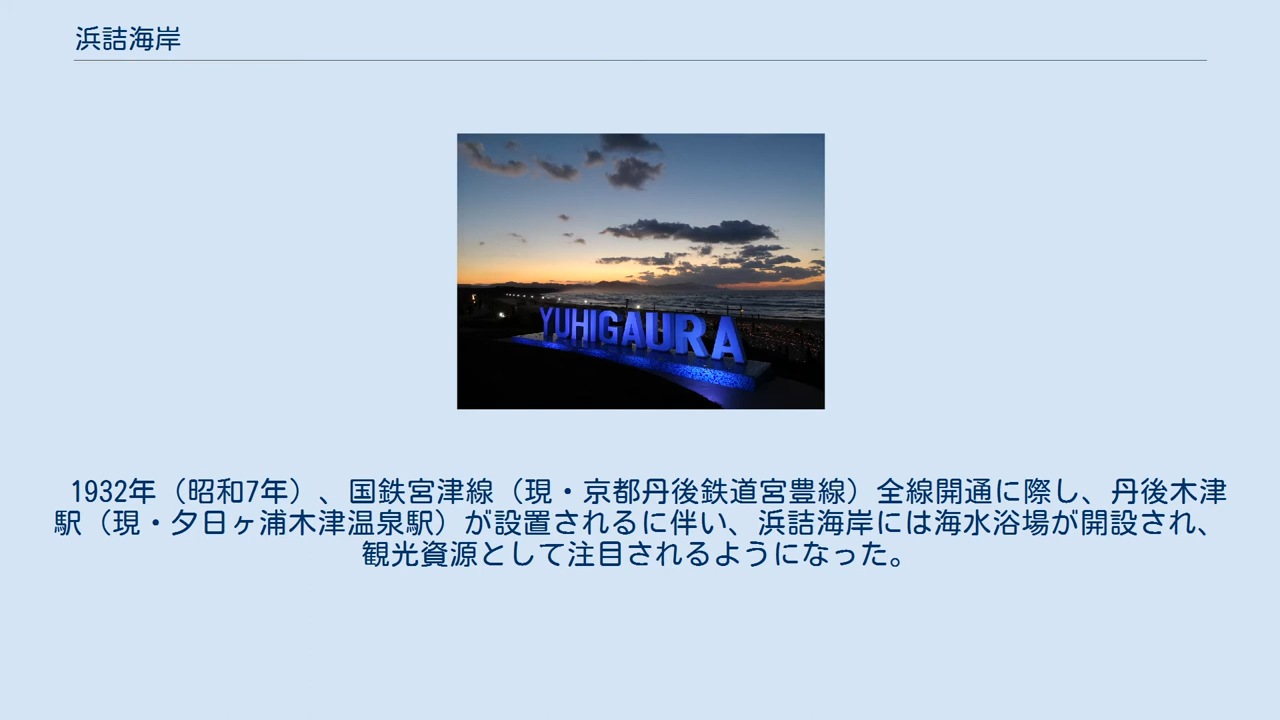 浜詰海岸
YUHIGAURA
1932年（昭和7年）、国鉄宮津線（現・京都丹後鉄道宮豊線）全線開通に際し、丹後木津
駅（現・夕日ヶ浦木津温泉駅）が設置されるに伴い、浜詰海岸には海水浴場が開設され、
観光資源として注目されるようになった。